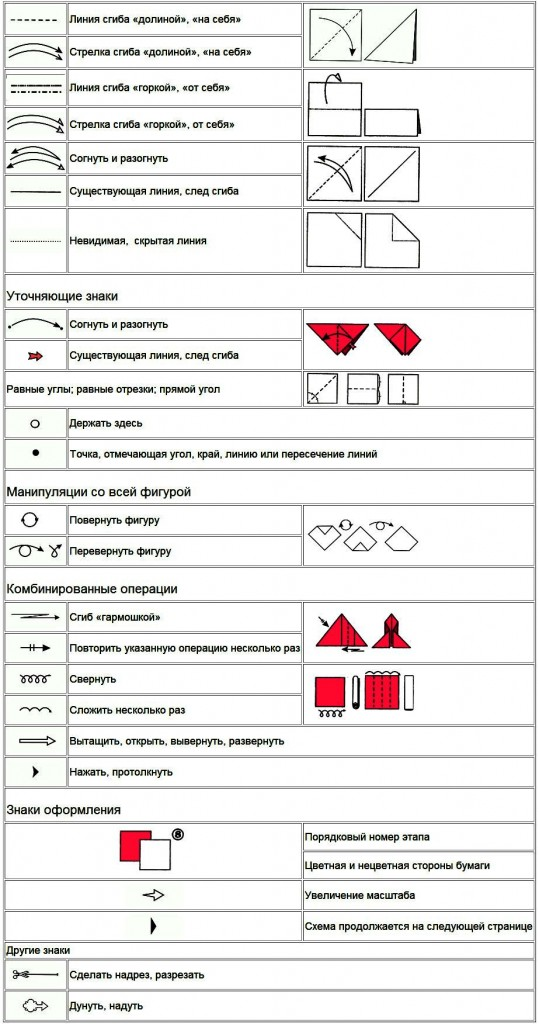 Линия сгиба «долиной», «на себя»
Стрелка сгиба «долиной», «на себя»
Линия сгиба «горкой», «от себя»
Стрелка сгиба «горкой», от себя»
Согнуть и разогнуть
Существующая линия, след сгиба
Невидимая, скрытая линия
Уточняющие знаки
Согнуть и разогнуть
Существующая линия, след сгиба
Равные углы; равные отрезки; прямой угол
Держать здесь
Точка, отмечающая угол, край, линию или пересечение линий
Манипуляции со всей фигурой
Повернуть фигуру
Перевернуть фигуру
Комбинированные операции
Сгиб «гармошкой»
Повторить указанную операцию несколько раз
Свернуть
Сложить несколько раз
Вытащить, открыть, вывернуть, развернуть
Нажать, протолкнуть
Знаки оформления
8
Порядковый номер этапа
Цветная и нецветная стороны бумаги
Увеличение масштаба
Схема продолжается на следующей странице
Другие знаки
Сделать надрез, разрезать
Дунуть, надуть